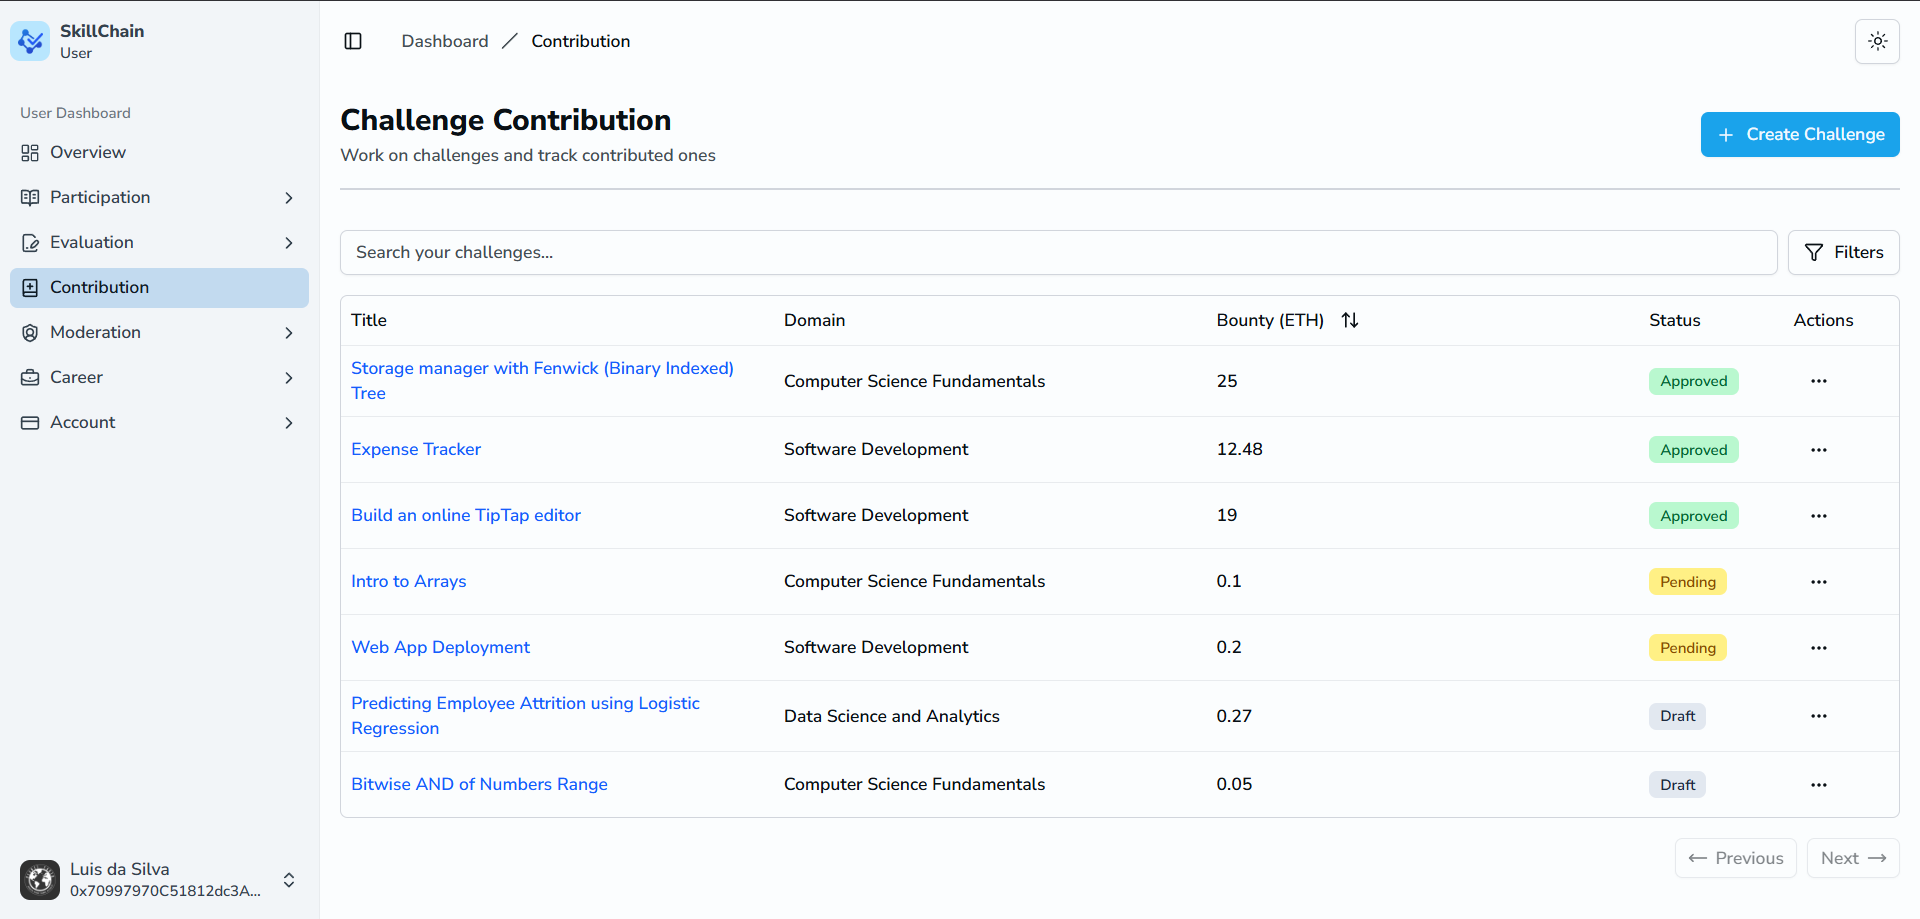 SkillChain
User
User Dashboard
Overview
Participation
Evaluation
Contribution
Moderation
Career
Account
Luis da Silva
0x70997970C51812dc3A...
Dashboard / Contribution
Challenge Contribution
Work on challenges and track contributed ones
+ Create Challenge
Search your challenges...
Filters
Title Domain Bounty (ETH) Status Actions
Storage manager with Fenwick (Binary Indexed)
Tree Computer Science Fundamentals 25 Approved ...
Expense Tracker Software Development 12.48 Approved ...
Build an online TipTap editor Software Development 19 Approved ...
Intro to Arrays Computer Science Fundamentals 0.1 Pending ...
Web App Deployment Software Development 0.2 Pending ...
Predicting Employee Attrition using Logistic
Regression Data Science and Analytics 0.27 Draft ...
Bitwise AND of Numbers Range Computer Science Fundamentals 0.05 Draft ...
← Previous Next →